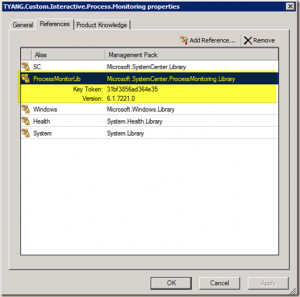 TYANG.Custom.Interactive.Process.Monitoring properties
General References Product Knowledge
Add Reference... Remove
Alias Management Pack
SC Microsoft.SystemCenter.Library
ProcessMonitorLib Microsoft.SystemCenter.ProcessMonitoring.Library
Key Token: 31bf3856ad364e35
Version: 6.1.7221.0
Windows Microsoft.Windows.Library
Health System.Health.Library
System System.Library
OK Cancel Apply